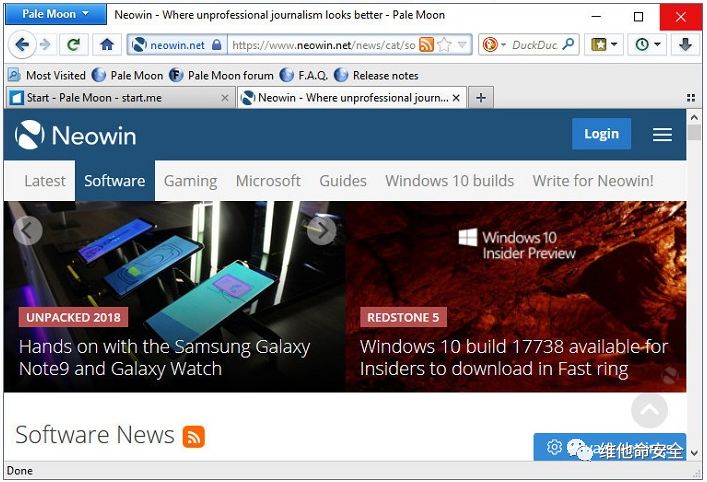 Pale Moon
Neowin - Where unprofessional journalism looks better - Pale Moon
neowin.net
https://www.neowin.net/news/cat/so
DuckDuc
Most Visited Pale Moon Pale Moon forum F.A.Q. Release notes
Start - Pale Moon - start.me
Neowin - Where unprofessional journ...
Neowin
Login
Latest Software Gaming Microsoft Guides Windows 10 builds Write for Neowin!
Windows 10
Insider Preview
UNPACKED 2018
Hands on with the Samsung Galaxy
Note9 and Galaxy Watch
REDSTONE 5
Windows 10 build 17738 available for
Insiders to download in Fast ring
Software News
维他命安全
Done